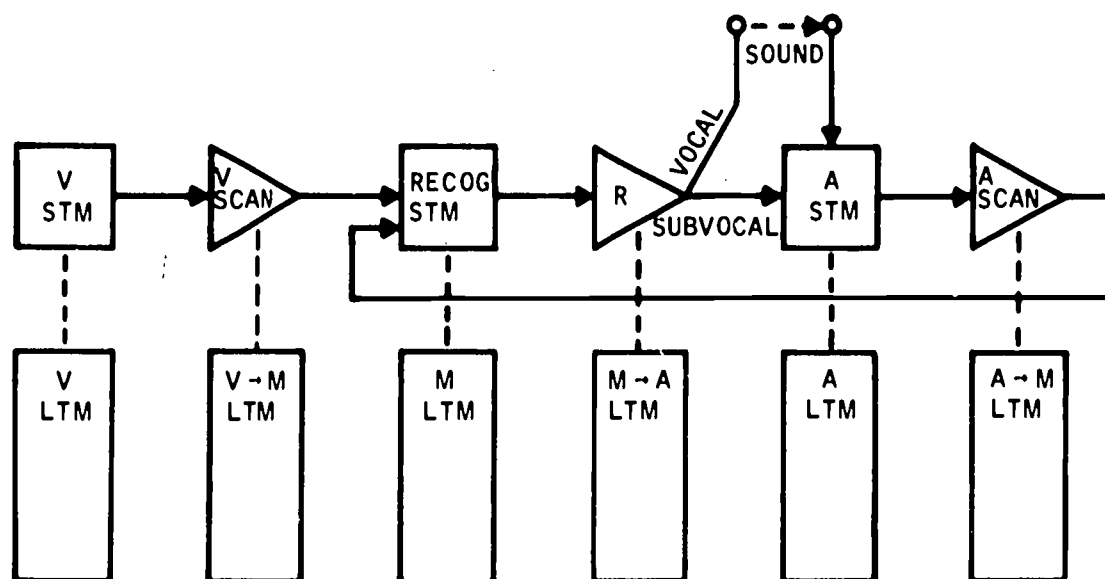 SOUND
VOCAL
V
STM
V
SCAN
RECOG
STM
R
SUBVOCAL
A
STM
A
SCAN
V
LTM
V→M
LTM
M
LTM
M→A
LTM
A
LTM
A→M
LTM